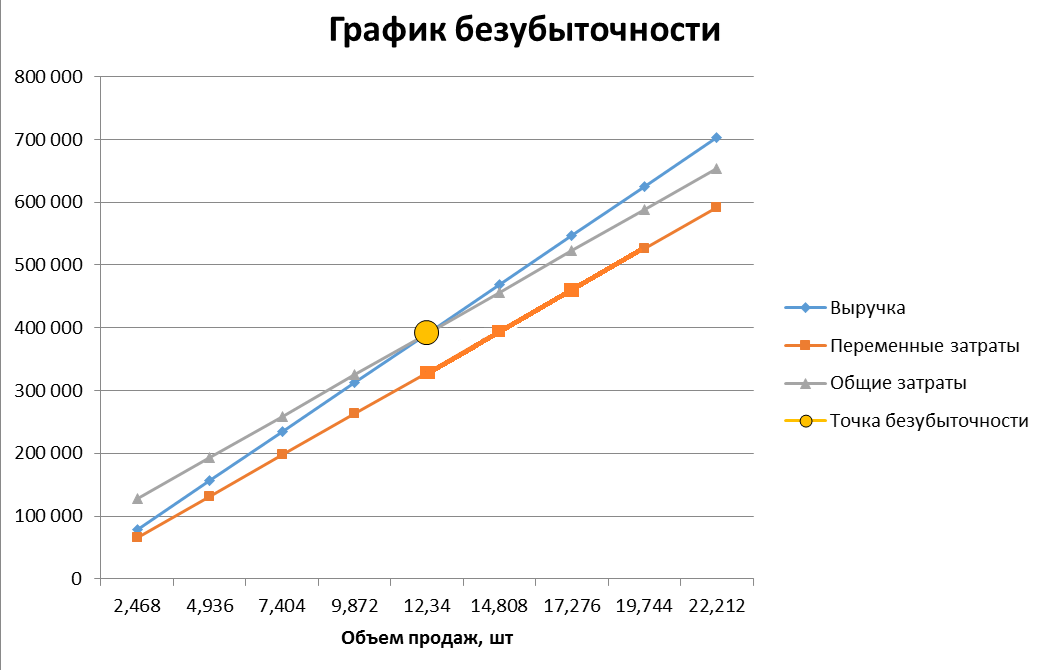 График безубыточности
800 000
700 000
600 000
500 000
400 000
300 000
200 000
100 000
0
2,468 4,936 7,404 9,872 12,34 14,808 17,276 19,744 22,212
Объем продаж, шт
Выручка
Переменные затраты
Общие затраты
Точка безубыточности